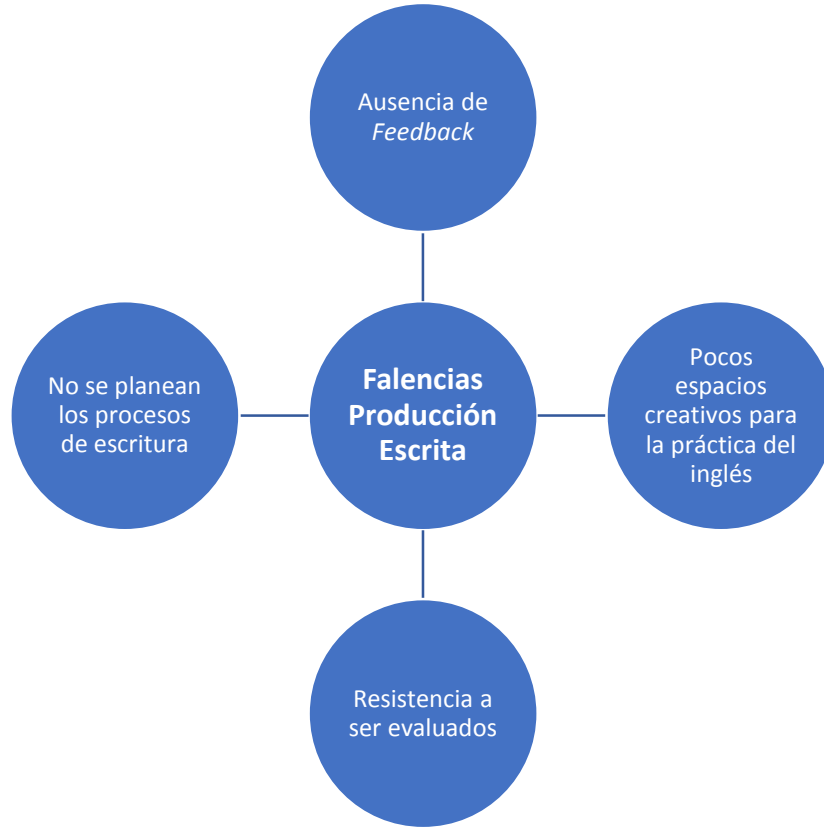 Ausencia de
Feedback
No se planean
los procesos
de escritura
Falencias
Producción
Escrita
Pocos
espacios
creativos para
la práctica del
inglés
Resistencia a
ser evaluados